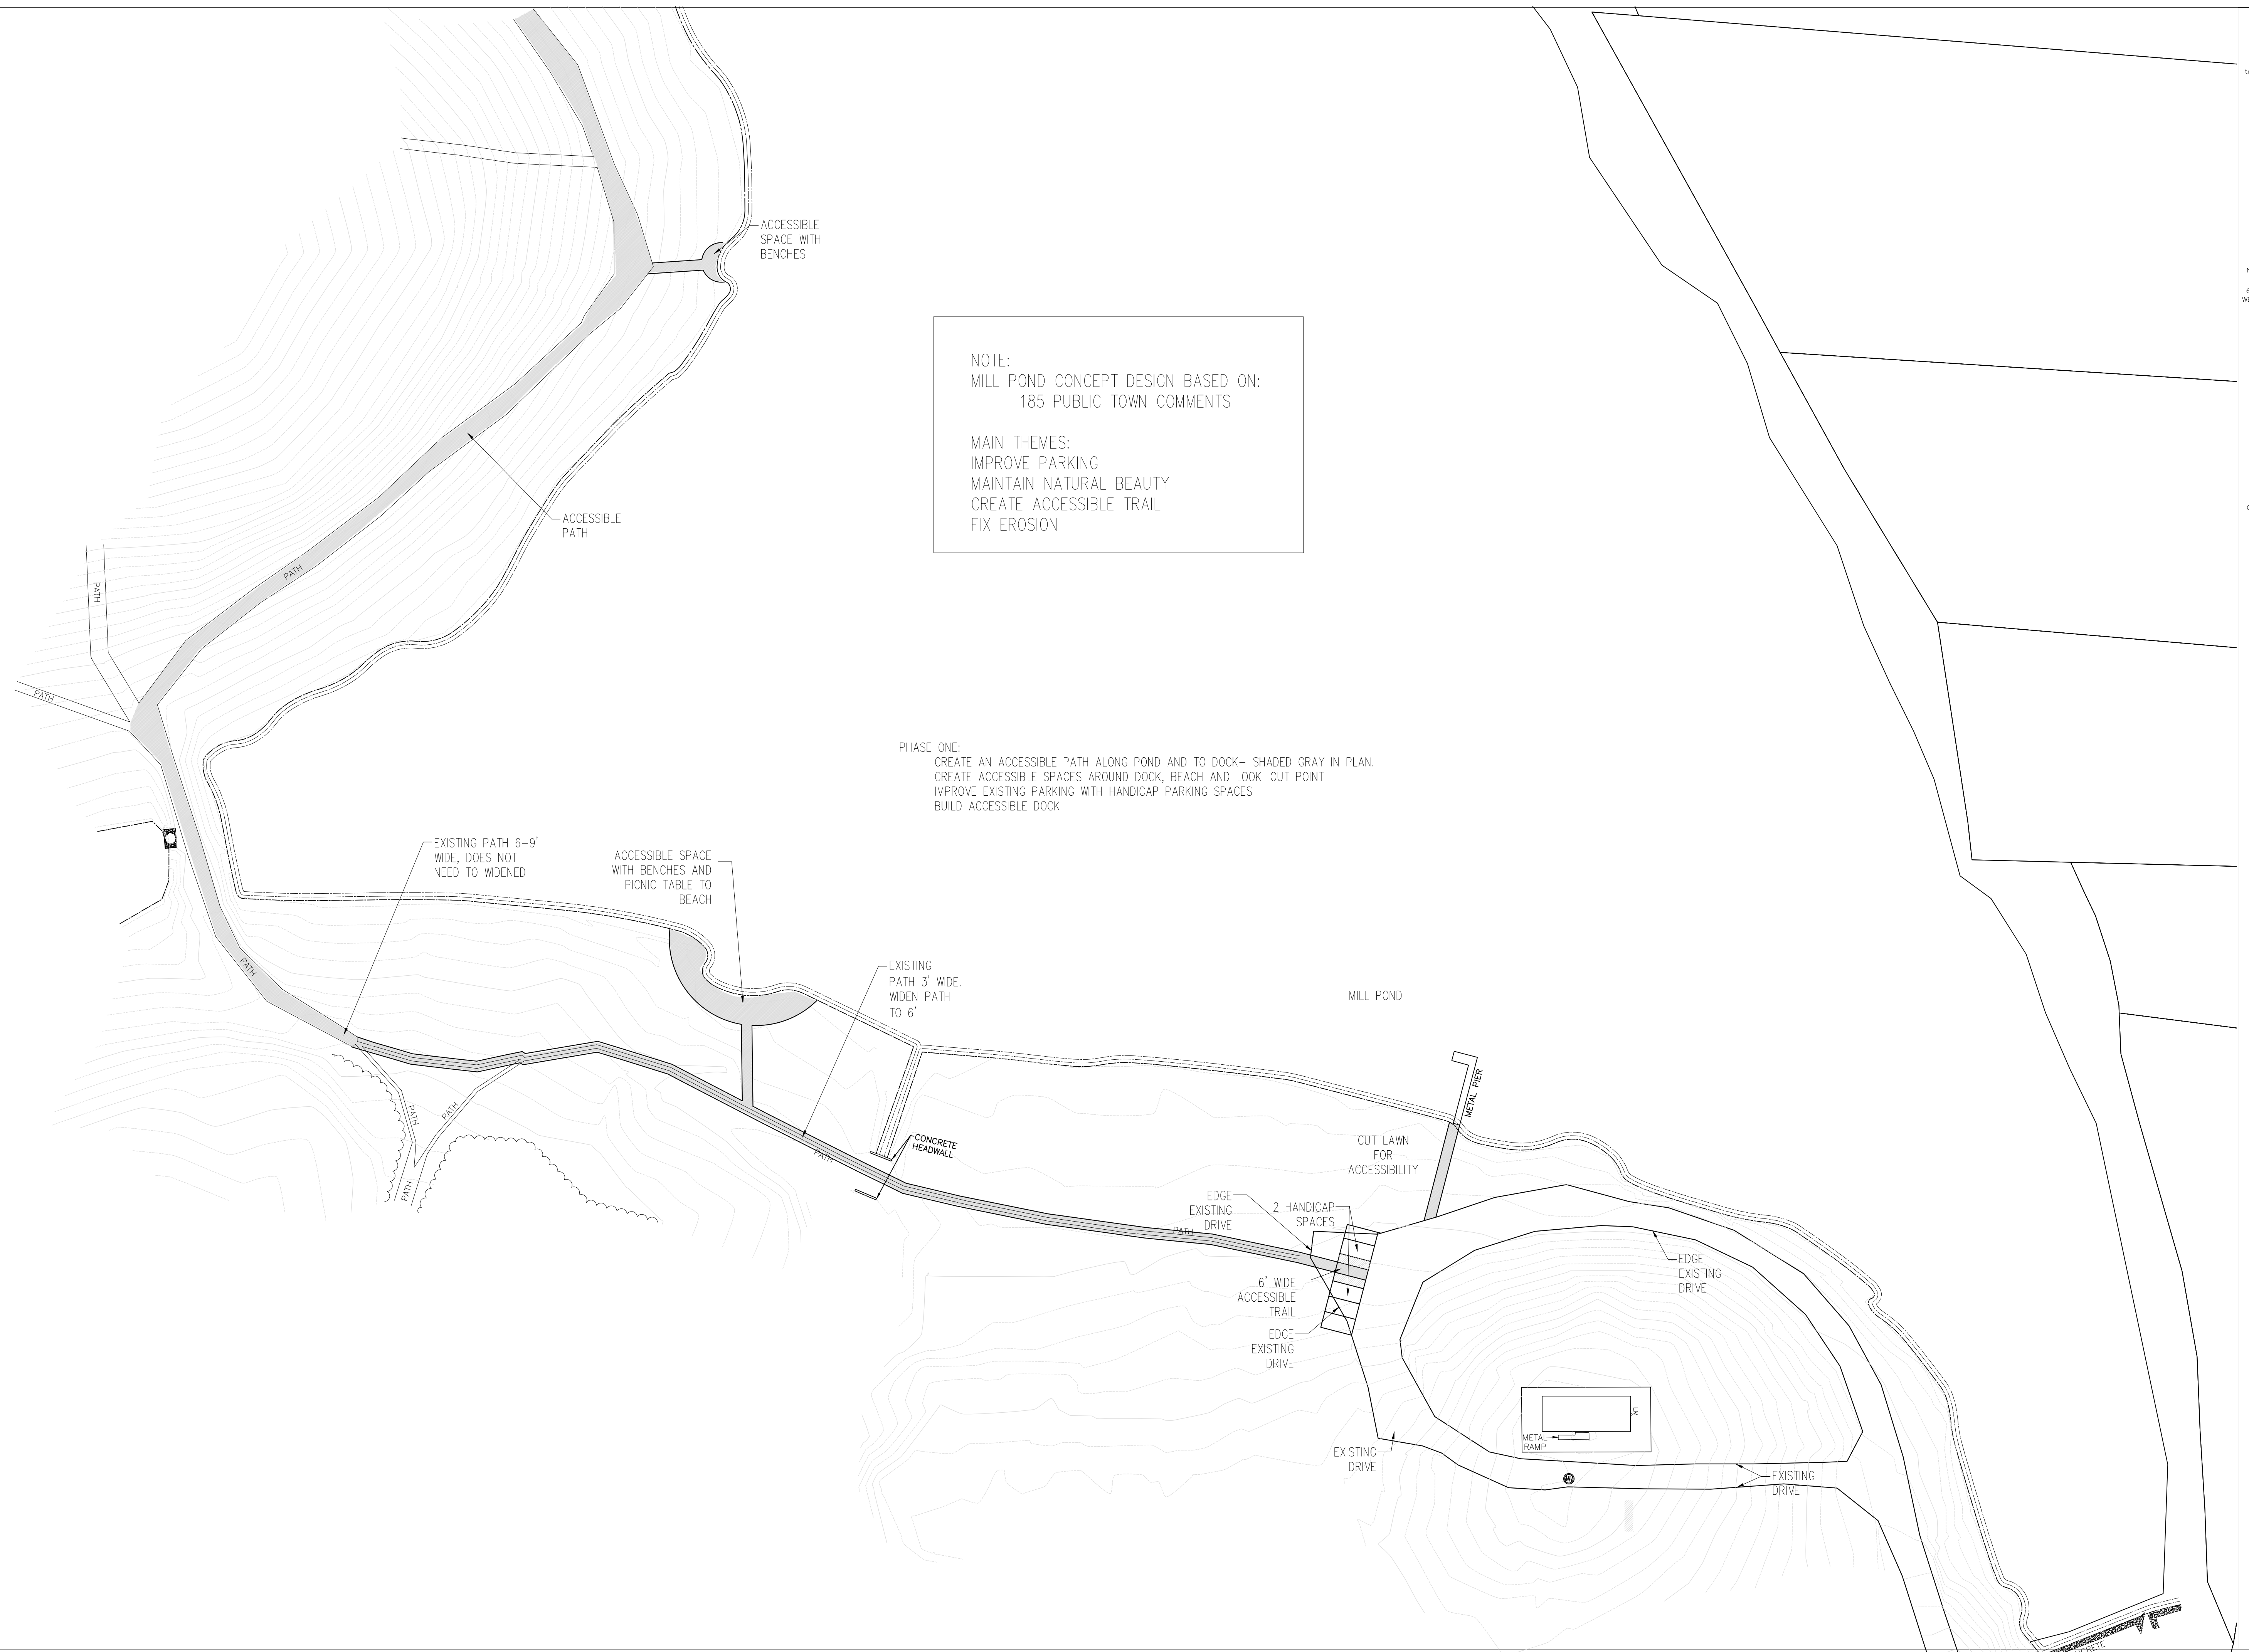 ACCESSIBLE
SPACE WITH
BENCHES
NOTE:
MILL POND CONCEPT DESIGN BASED ON:
185 PUBLIC TOWN COMMENTS
MAIN THEMES:
IMPROVE PARKING
MAINTAIN NATURAL BEAUTY
CREATE ACCESSIBLE TRAIL
FIX EROSION
ACCESSIBLE
PATH
PATH
PATH
PATH
PHASE ONE:
CREATE AN ACCESSIBLE PATH ALONG POND AND TO DOCK- SHADED GRAY IN PLAN.
CREATE ACCESSIBLE SPACES AROUND DOCK, BEACH AND LOOK-OUT POINT
IMPROVE EXISTING PARKING WITH HANDICAP PARKING SPACES
BUILD ACCESSIBLE DOCK
EXISTING PATH 6-9'
WIDE, DOES NOT
NEED TO WIDENED
ACCESSIBLE SPACE
WITH BENCHES AND
PICNIC TABLE TO
BEACH
PATH
EXISTING
PATH 3' WIDE.
WIDEN PATH
TO 6'
MILL POND
METAL PIER
PATH
PATH
PATH
CONCRETE
HEADWALL
PATH
CUT LAWN
FOR
ACCESSIBILITY
EDGE
EXISTING
DRIVE
2 HANDICAP
SPACES
PATH
6' WIDE
ACCESSIBLE
TRAIL
EDGE
EXISTING
DRIVE
EDGE
EXISTING
DRIVE
EM
METAL
RAMP
EXISTING
DRIVE
EXISTING
DRIVE